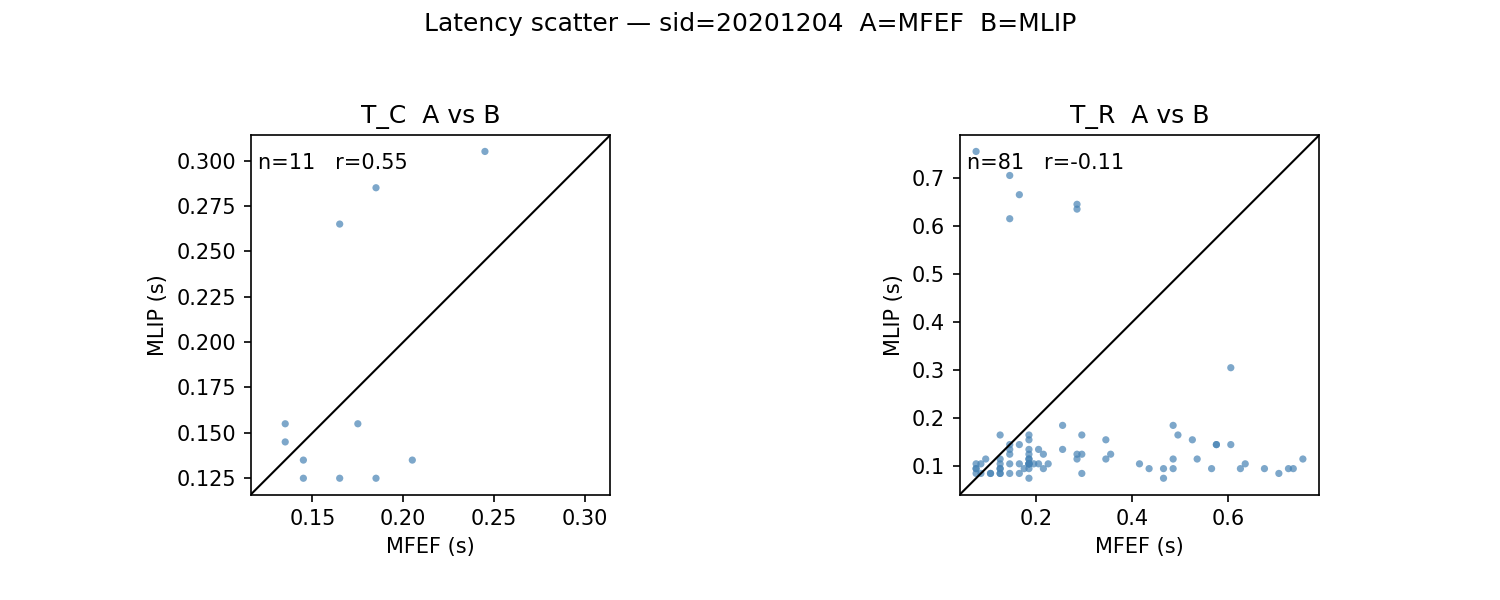 Latency scatter — sid=20201204  A=MFEF  B=MLIP
T_C  A vs B
n=11   r=0.55
0.300
0.275
0.250
0.225
0.200
0.175
0.150
0.125
MLIP (s)
0.15 0.20 0.25 0.30
MFEF (s)
T_R  A vs B
n=81   r=-0.11
0.7
0.6
0.5
0.4
0.3
0.2
0.1
MLIP (s)
0.2 0.4 0.6
MFEF (s)